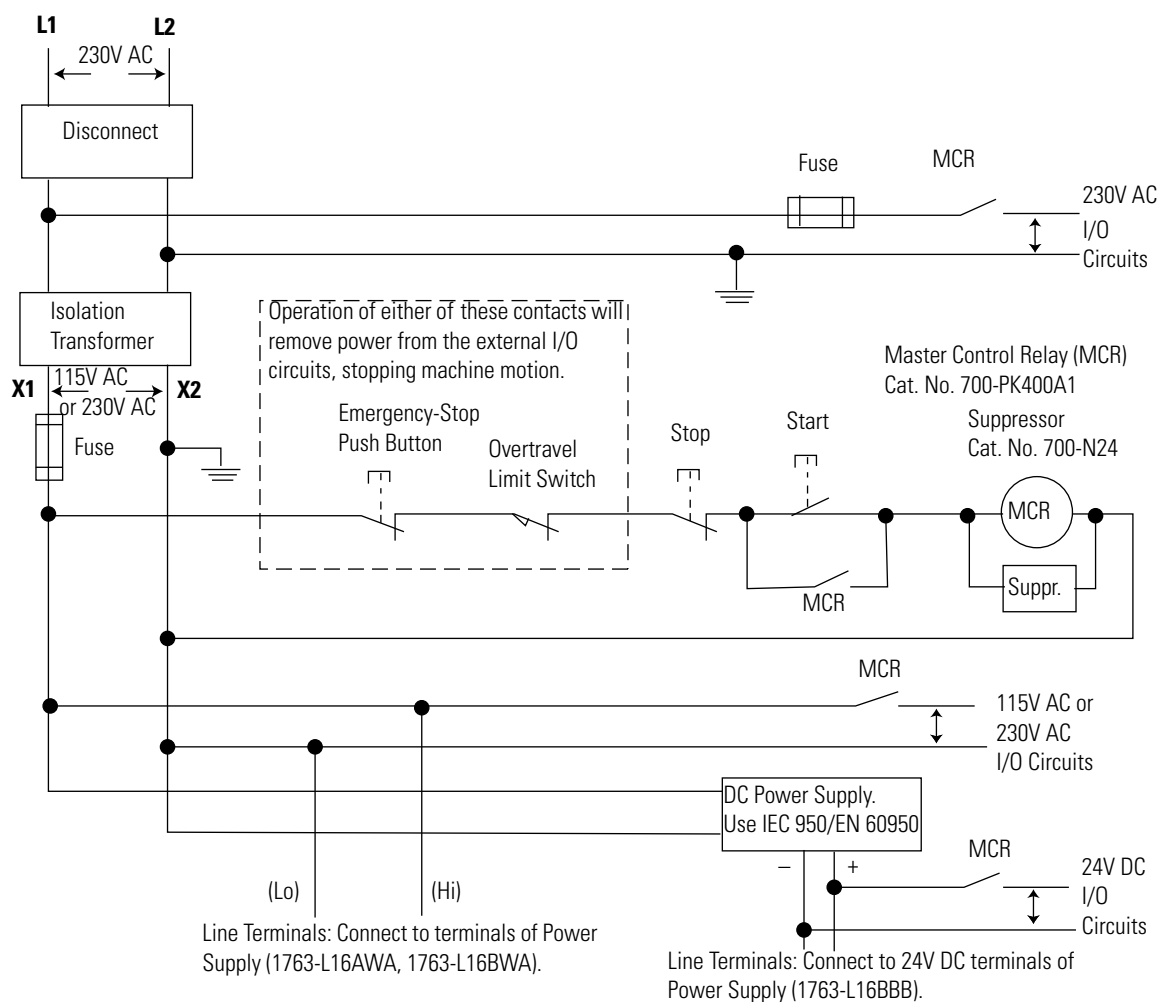 L1
L2
230V AC
Disconnect
Fuse
MCR
230V AC
I/O
Circuits
Isolation
Transformer
Operation of either of these contacts will
remove power from the external I/O
circuits, stopping machine motion.
X1
115V AC
or 230V AC
X2
Fuse
Emergency-Stop
Push Button
Overtravel
Limit Switch
Stop
Start
Master Control Relay (MCR)
Cat. No. 700-PK400A1
Suppressor
Cat. No. 700-N24
MCR
MCR
Suppr.
MCR
115V AC or
230V AC
I/O Circuits
DC Power Supply.
Use IEC 950/EN 60950
– +
MCR
24V DC
I/O
Circuits
(Lo)
(Hi)
Line Terminals: Connect to terminals of Power
Supply (1763-L16AWA, 1763-L16BWA).
Line Terminals: Connect to 24V DC terminals of
Power Supply (1763-L16BBB).